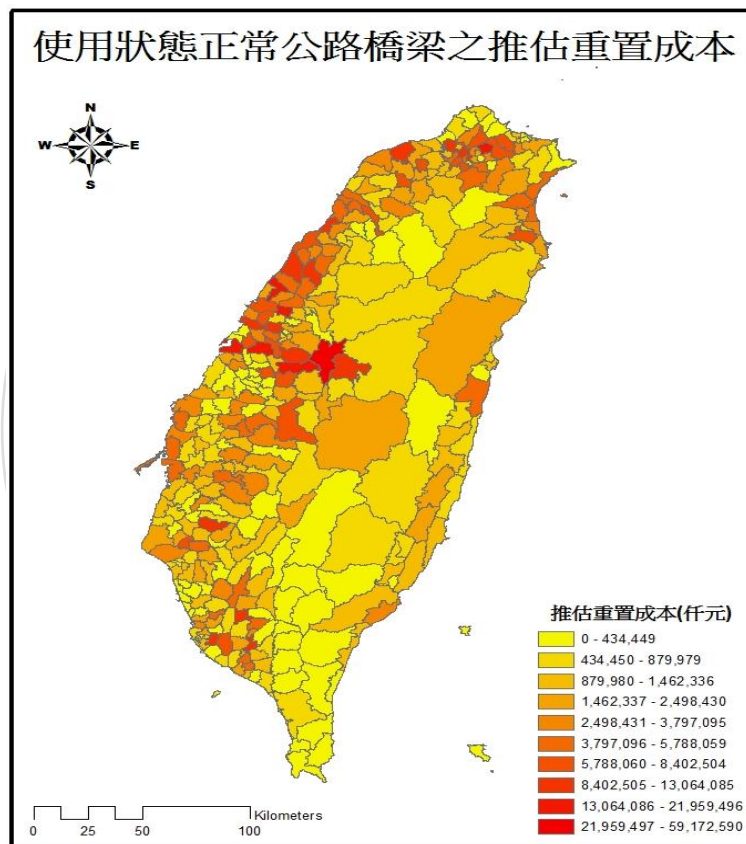 使用狀態正常公路橋梁之推估重置成本
N
W E
S
推估重置成本(仟元)
0 - 434,449
434,450 - 879,979
879,980 - 1,462,336
1,462,337 - 2,498,430
2,498,431 - 3,797,095
3,797,096 - 5,788,059
5,788,060 - 8,402,504
8,402,505 - 13,064,085
13,064,086 - 21,959,496
21,959,497 - 59,172,590
Kilometers
0 25 50 100